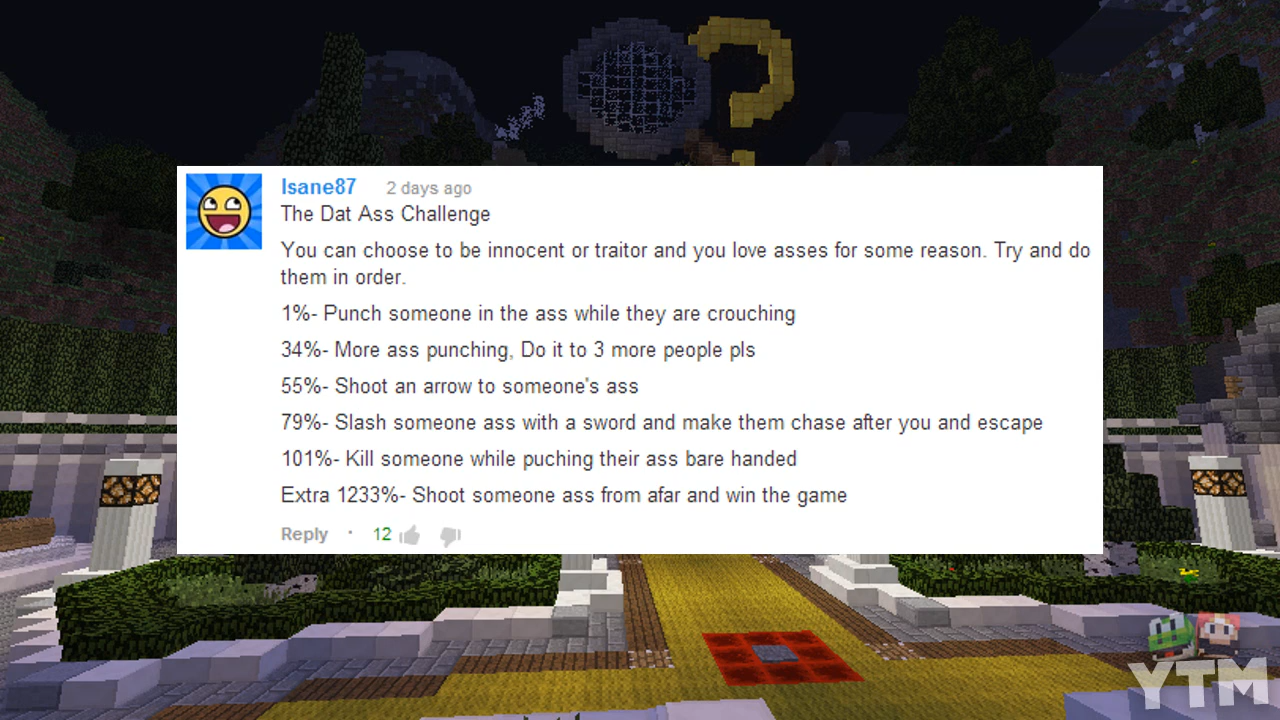 Isane87 2 days ago
The Dat Ass Challenge
You can choose to be innocent or traitor and you love asses for some reason. Try and do
them in order.
1%- Punch someone in the ass while they are crouching
34%- More ass punching, Do it to 3 more people pls
55%- Shoot an arrow to someone's ass
79%- Slash someone ass with a sword and make them chase after you and escape
101%- Kill someone while puching their ass bare handed
Extra 1233%- Shoot someone ass from afar and win the game
Reply · 12
YTM